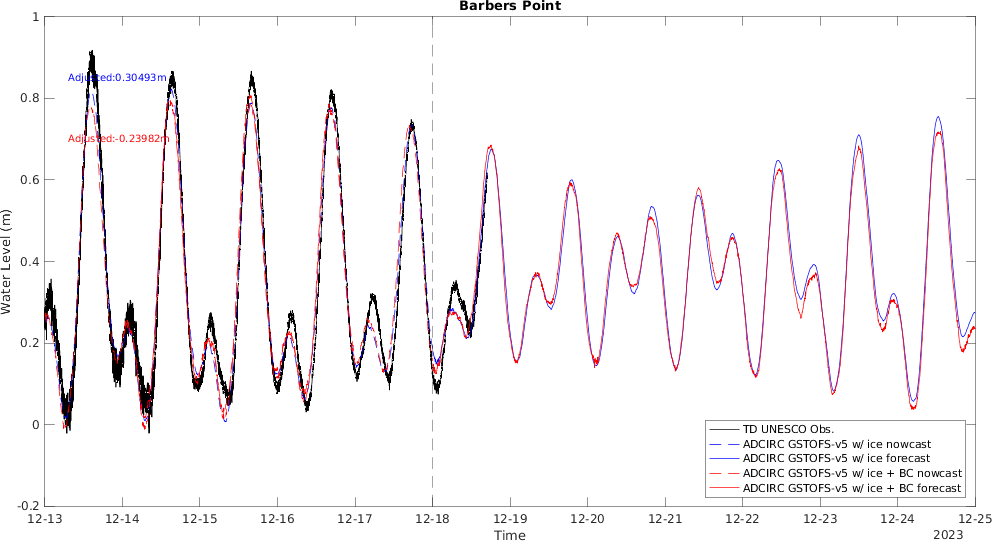 Barbers Point
1
0.8
0.6
0.4
0.2
0
-0.2
Water Level (m)
Adjusted:0.30493m
Adjusted:-0.23982m
TD UNESCO Obs.
ADCIRC GSTOFS-v5 w/ ice nowcast
ADCIRC GSTOFS-v5 w/ ice forecast
ADCIRC GSTOFS-v5 w/ ice + BC nowcast
ADCIRC GSTOFS-v5 w/ ice + BC forecast
12-13 12-14 12-15 12-16 12-17 12-18 12-19 12-20 12-21 12-22 12-23 12-24 12-25
Time
2023